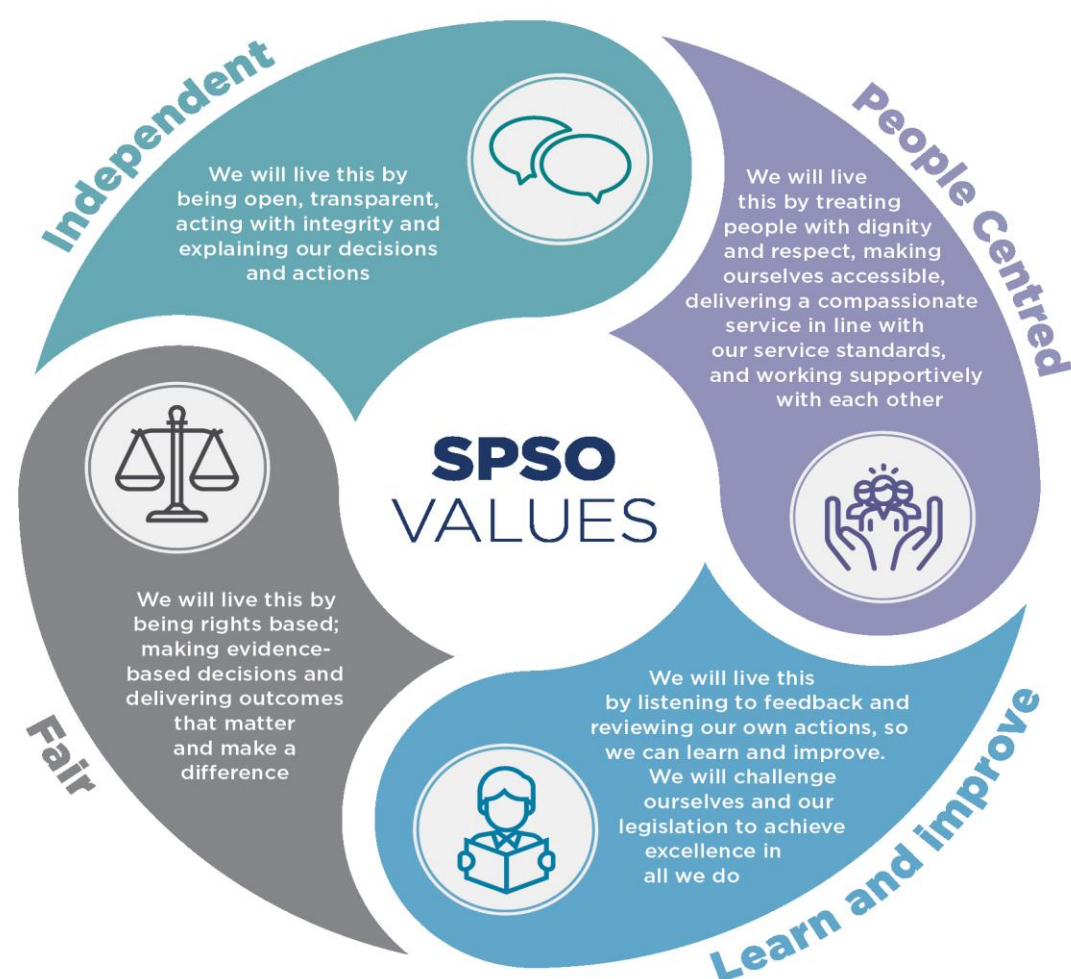 Independent
We will live this by
being open, transparent,
acting with integrity and
explaining our decisions
and actions
People Centred
We will live
this by treating
people with dignity
and respect, making
ourselves accessible,
delivering a compassionate
service in line with
our service standards,
and working supportively
with each other
SPSO
VALUES
Fair
We will live this by
being rights based;
making evidence-
based decisions and
delivering outcomes
that matter
and make a
difference
Learn and improve
We will live this
by listening to feedback and
reviewing our own actions, so
we can learn and improve.
We will challenge
ourselves and our
legislation to achieve
excellence in
all we do